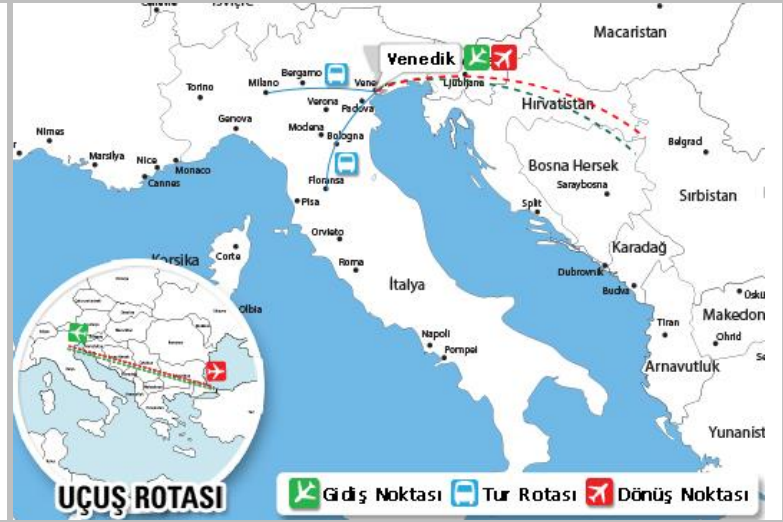 Macaristan
Venedik
Bergamo
Milano
Vene
Ljubljana
Torino
Verona
Padova
Hırvatistan
Genova
Modena
Bologna
Nimes
Belgrad
Marsilya
Nice
Monaco
Cannes
Bosna Hersek
Floransa
Saraybosna
Sırbistan
Pisa
Split
Orvieto
Karadağ
Korsika
Corte
Roma
Dubrovnik
İtalya
Budva
Olbia
Makedon
Tiran
Napoli
Ohrid
Pompei
Arnavutluk
Yunanist
UÇUŞ ROTASI
Gidiş Noktası
Tur Rotası
Dönüş Noktası